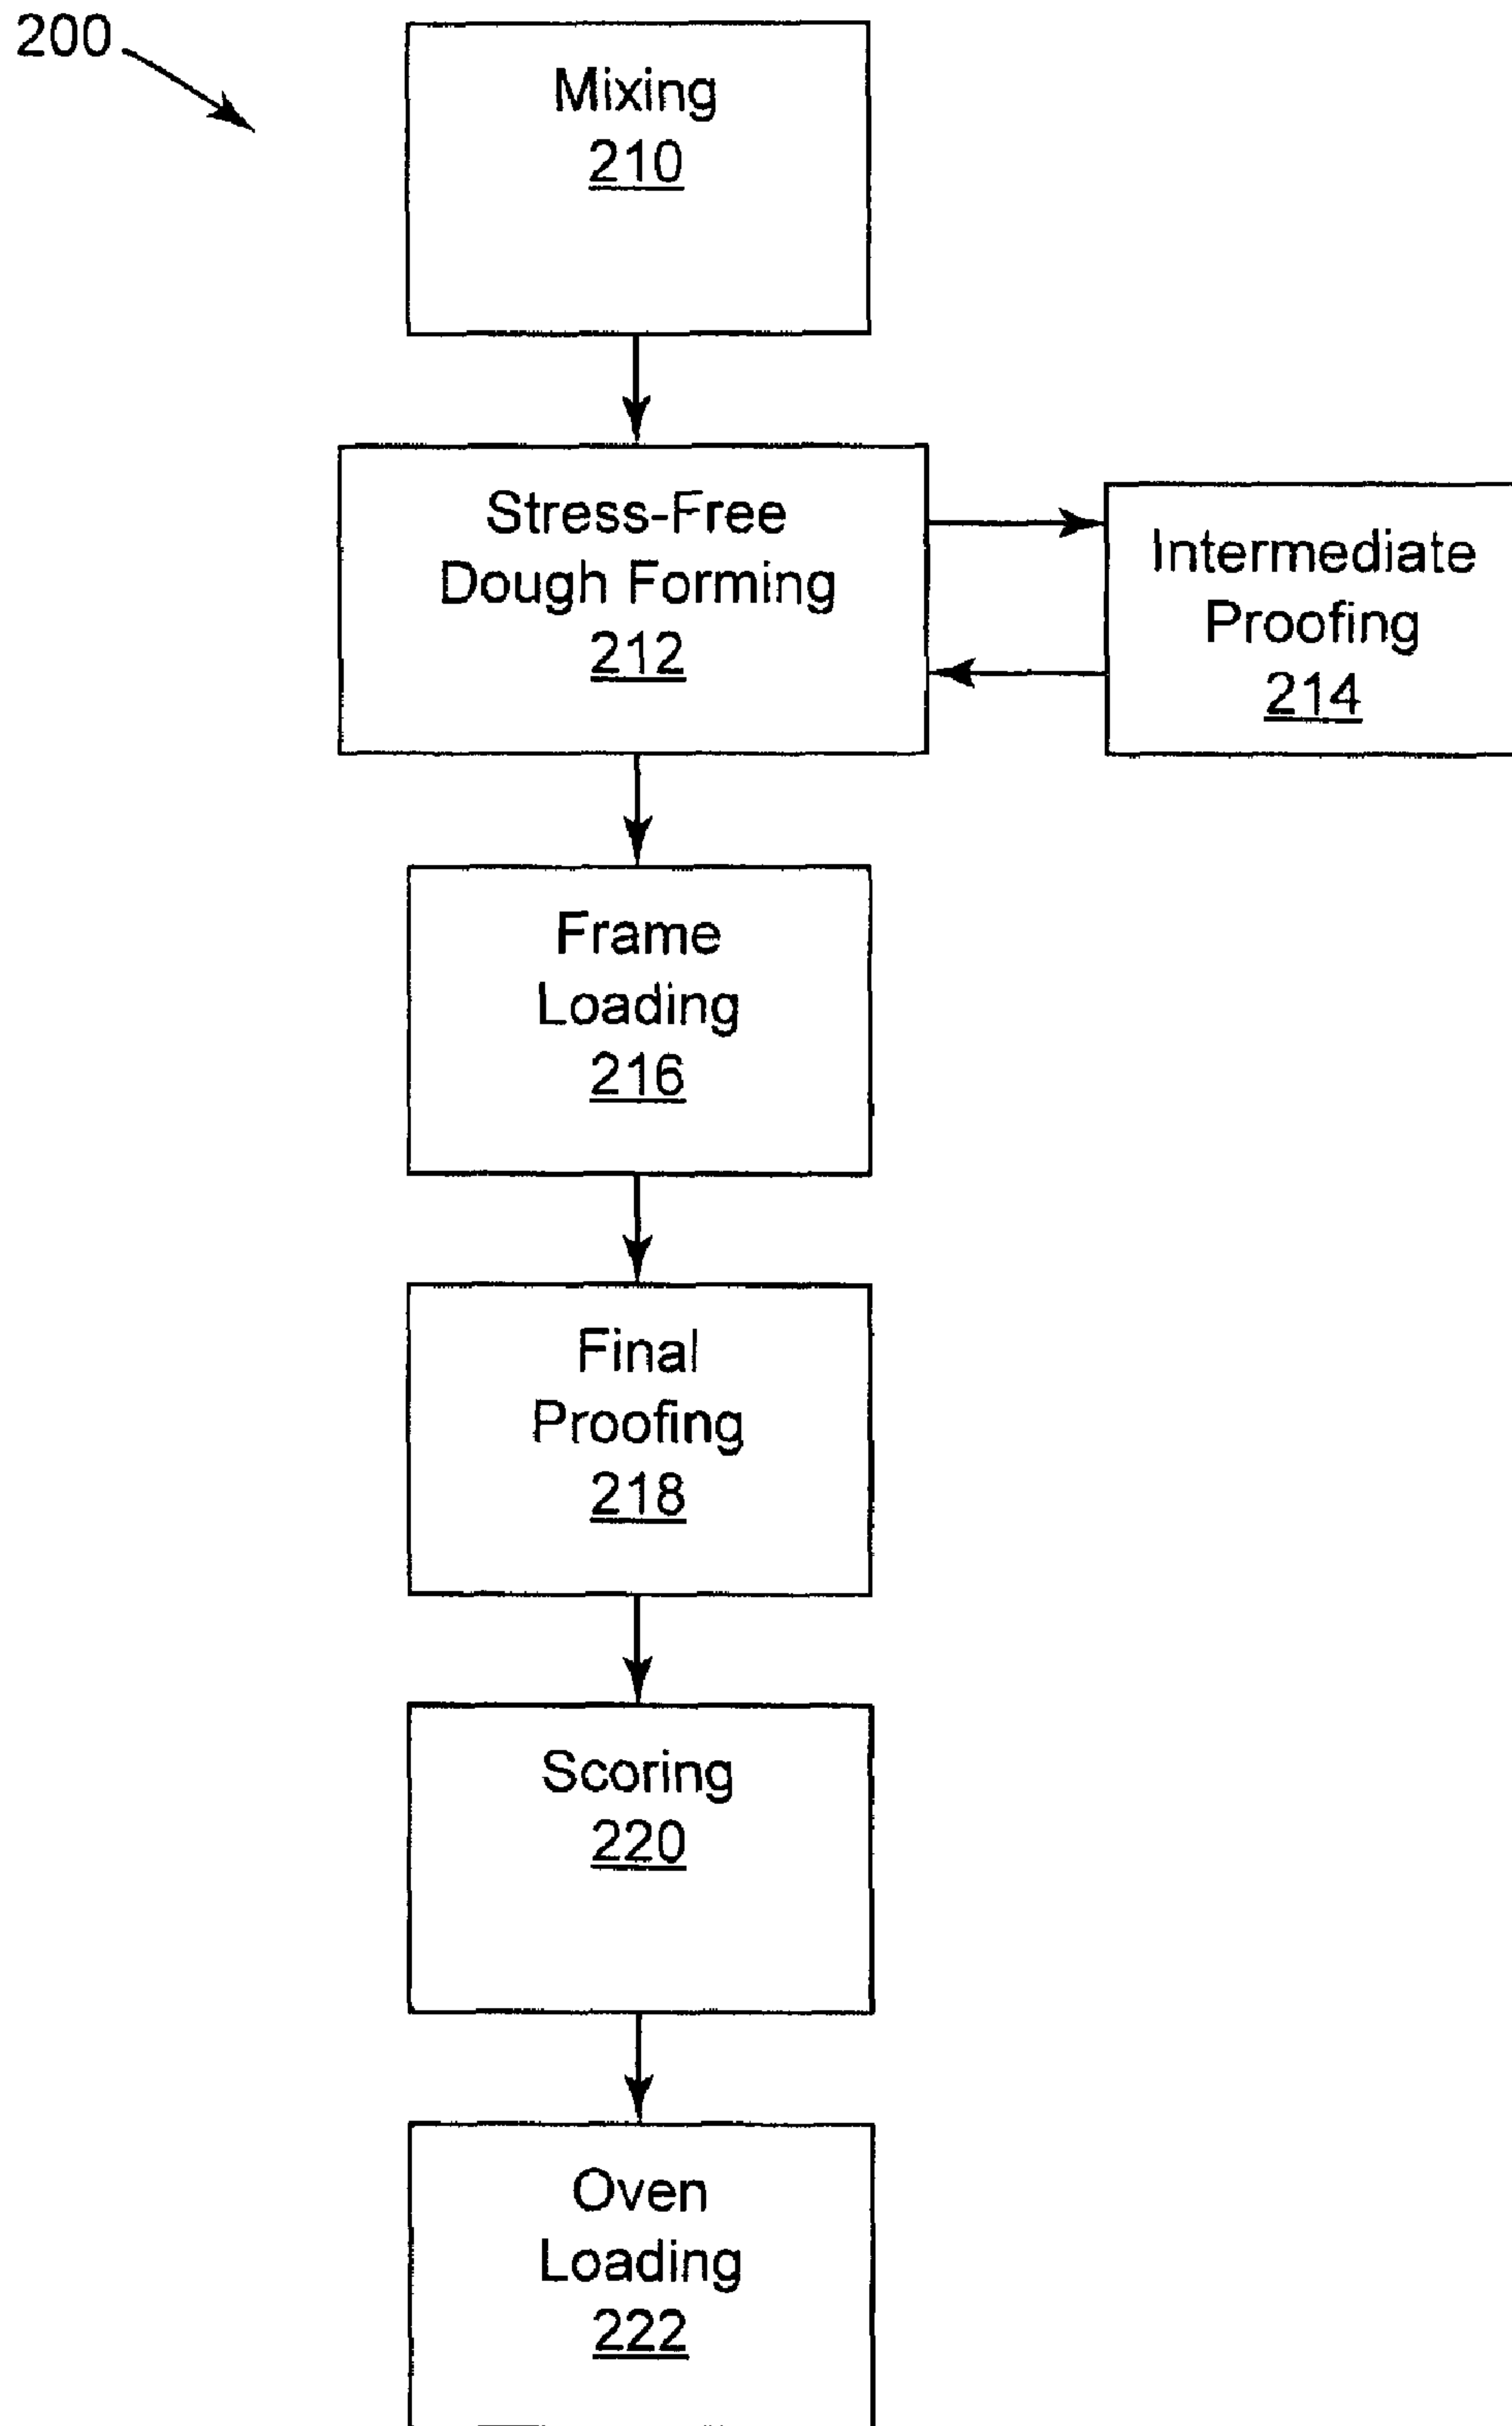 200
Mixing
210
Stress-Free
Dough Forming
212
Intermediate
Proofing
214
Frame
Loading
216
Final
Proofing
218
Scoring
220
Oven
Loading
222